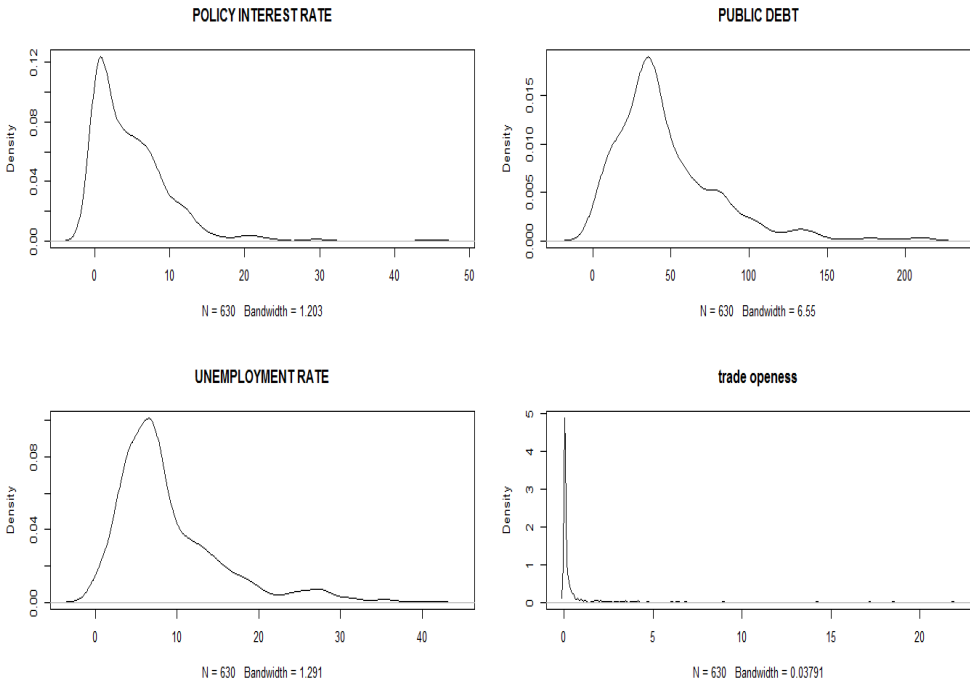 POLICY INTEREST RATE
Density
0.00 0.04 0.08 0.12
0 10 20 30 40 50
N = 630 Bandwidth = 1.203
PUBLIC DEBT
Density
0.000 0.005 0.010 0.015
0 50 100 150 200
N = 630 Bandwidth = 6.55
UNEMPLOYMENT RATE
Density
0.00 0.04 0.08
0 10 20 30 40
N = 630 Bandwidth = 1.291
trade openess
Density
0 1 2 3 4 5
0 5 10 15 20
N = 630 Bandwidth = 0.03791